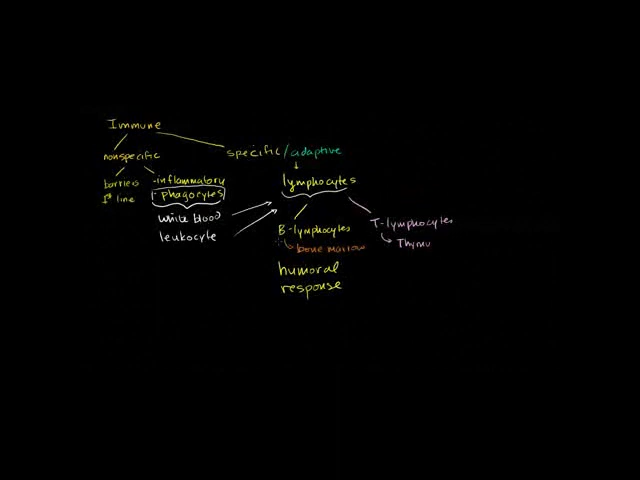 Immune
nonspecific
specific/adaptive
barriers
1st line
-inflammatory
- phagocytes
white blood
leukocyte
lymphocytes
B-lymphocytes
bone marrow
humoral
response
T-lymphocytes
Thymu